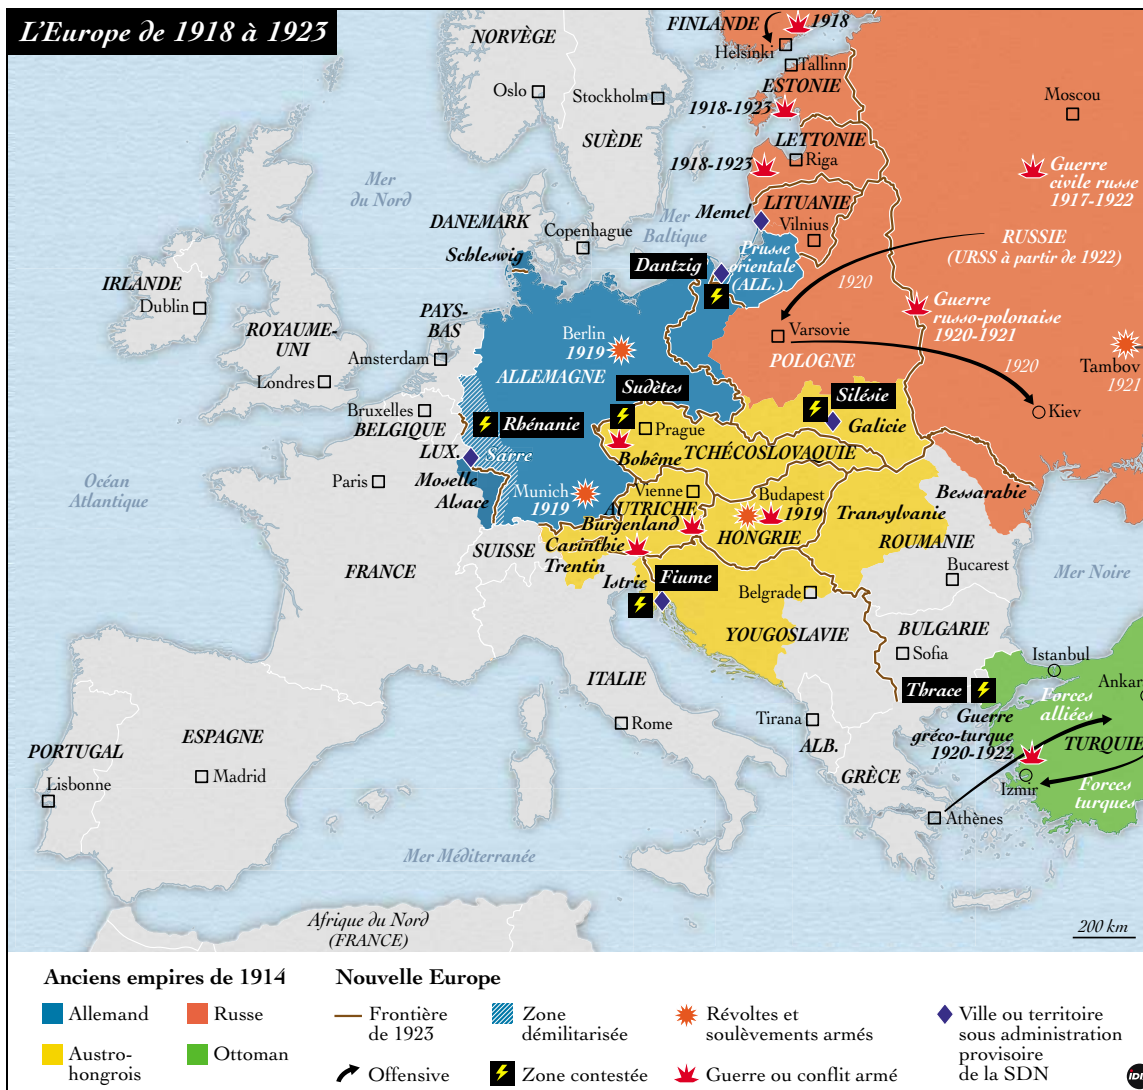 L'Europe de 1918 à 1923
NORVÈGE
FINLANDE
1918
Helsinki
Tallinn
Oslo
Stockholm
ESTONIE
Moscou
1918-1923
SUÈDE
LETTONIE
Riga
1918-1923
Guerre
civile russe
1917-1922
Mer
du Nord
DANEMARK
Copenhague
Schleswig
Mer
Baltique
Memel
LITUANIE
Vilnius
Dantzig
Prusse
orientale
(ALL.)
RUSSIE
(URSS à partir de 1922)
1920
IRLANDE
Dublin
ROYAUME-
UNI
Londres
PAYS-
BAS
Amsterdam
Berlin
1919
ALLEMAGNE
Varsovie
POLOGNE
Guerre
russo-polonaise
1920-1921
1920
Tambov
1921
Kiev
Bruxelles
BELGIQUE
Rhénanie
Sudètes
Silésie
Galicie
Prague
TCHÉCOSLOVAQUIE
Bohême
LUX.
Sarre
Moselle
Alsace
Paris
Océan
Atlantique
Munich
1919
Vienne
AUTRICHE
Burgenland
Budapest
1919
HONGRIE
Bessarabie
Transylvanie
ROUMANIE
Bucarest
SUISSE
Carinthie
Trentin
Istrie
Fiume
FRANCE
Belgrade
YOUGOSLAVIE
Mer Noire
BULGARIE
Sofia
Istanbul
Ankar
Thrace
Forces
alliées
Guerre
gréco-turque
1920-1922
TURQUIE
ITALIE
Rome
Tirana
ALB.
GRÈCE
Izmir
Forces
turques
Athènes
PORTUGAL
Lisbonne
ESPAGNE
Madrid
Mer Méditerranée
Afrique du Nord
(FRANCE)
200 km
Anciens empires de 1914
Allemand
Russe
Austro-
hongrois
Ottoman
Nouvelle Europe
Frontière
de 1923
Offensive
Zone
démilitarisée
Zone contestée
Révoltes et
soulèvements armés
Guerre ou conflit armé
Ville ou territoire
sous administration
provisoire
de la SDN